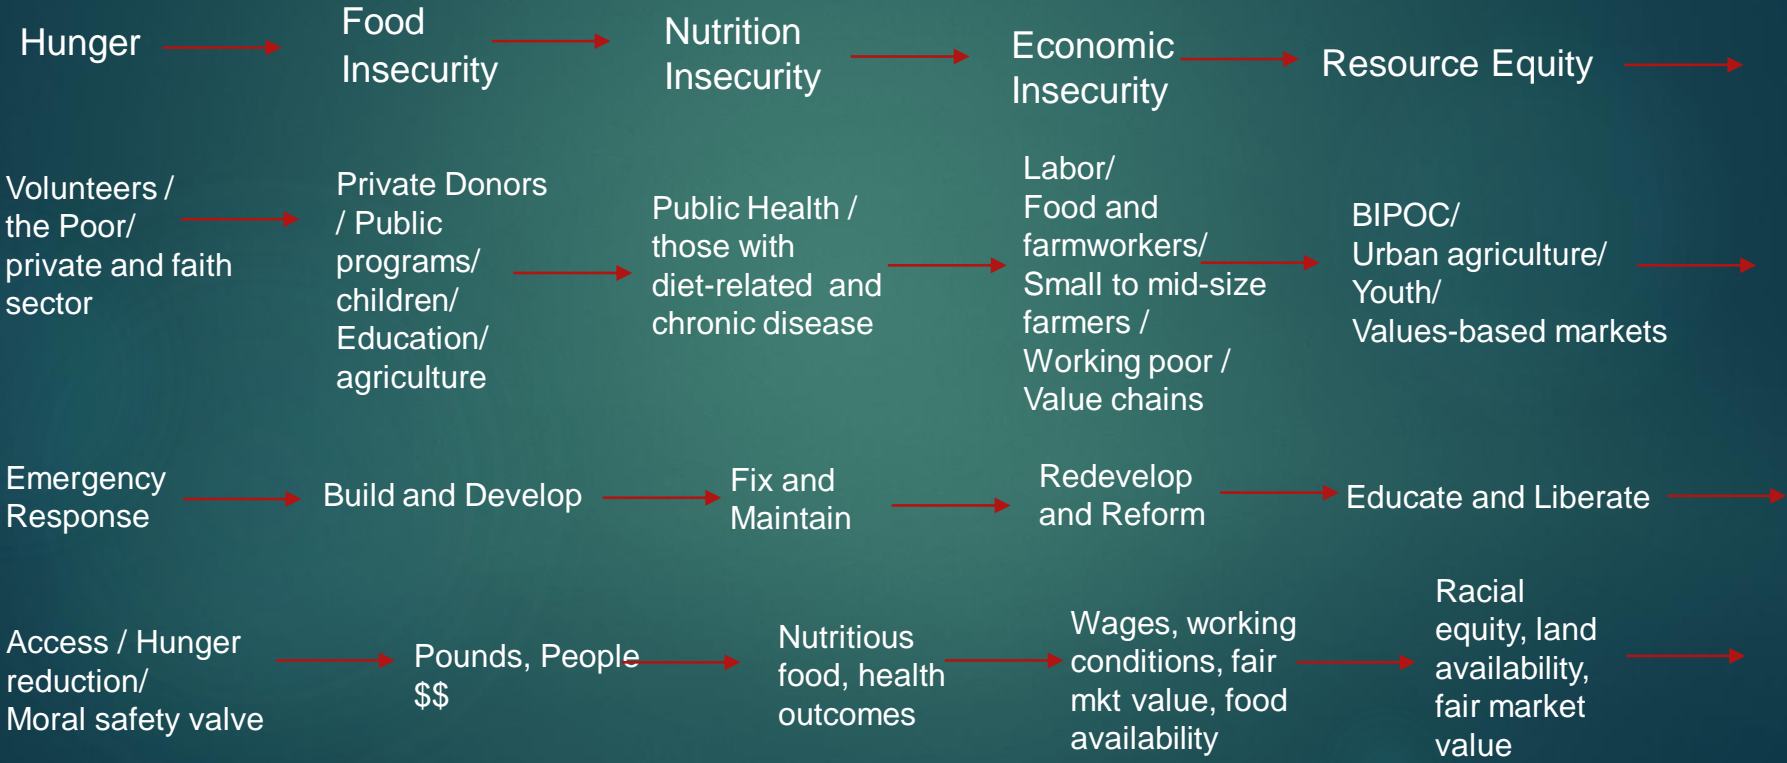 Hunger
Food
Insecurity
Nutrition
Insecurity
Economic
Insecurity
Resource Equity
Volunteers /
the Poor/
private and faith
sector
Private Donors
/ Public
programs/
children/
Education/
agriculture
Public Health /
those with
diet-related and
chronic disease
Labor/
Food and
farmworkers/
Small to mid-size
farmers /
Working poor /
Value chains
BIPOC/
Urban agriculture/
Youth/
Values-based markets
Emergency
Response
Build and Develop
Fix and
Maintain
Redevelop
and Reform
Educate and Liberate
Access / Hunger
reduction/
Moral safety valve
Pounds, People
$$
Nutritious
food, health
outcomes
Wages, working
conditions, fair
mkt value, food
availability
Racial
equity, land
availability,
fair market
value